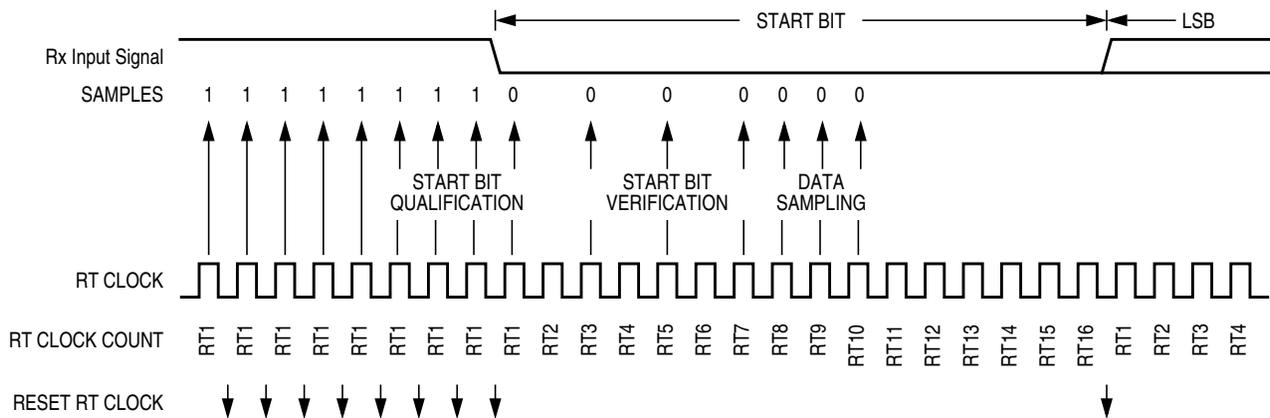 START BIT LSB
Rx Input Signal
SAMPLES 1 1 1 1 1 1 1 1 0 0 0 0 0 0 0
START BIT QUALIFICATION
START BIT VERIFICATION
DATA SAMPLING
RT CLOCK
RT CLOCK COUNT RT1 RT1 RT1 RT1 RT1 RT1 RT1 RT1 RT1 RT2 RT3 RT4 RT5 RT6 RT7 RT8 RT9 RT10 RT11 RT12 RT13 RT14 RT15 RT16 RT1 RT2 RT3 RT4
RESET RT CLOCK